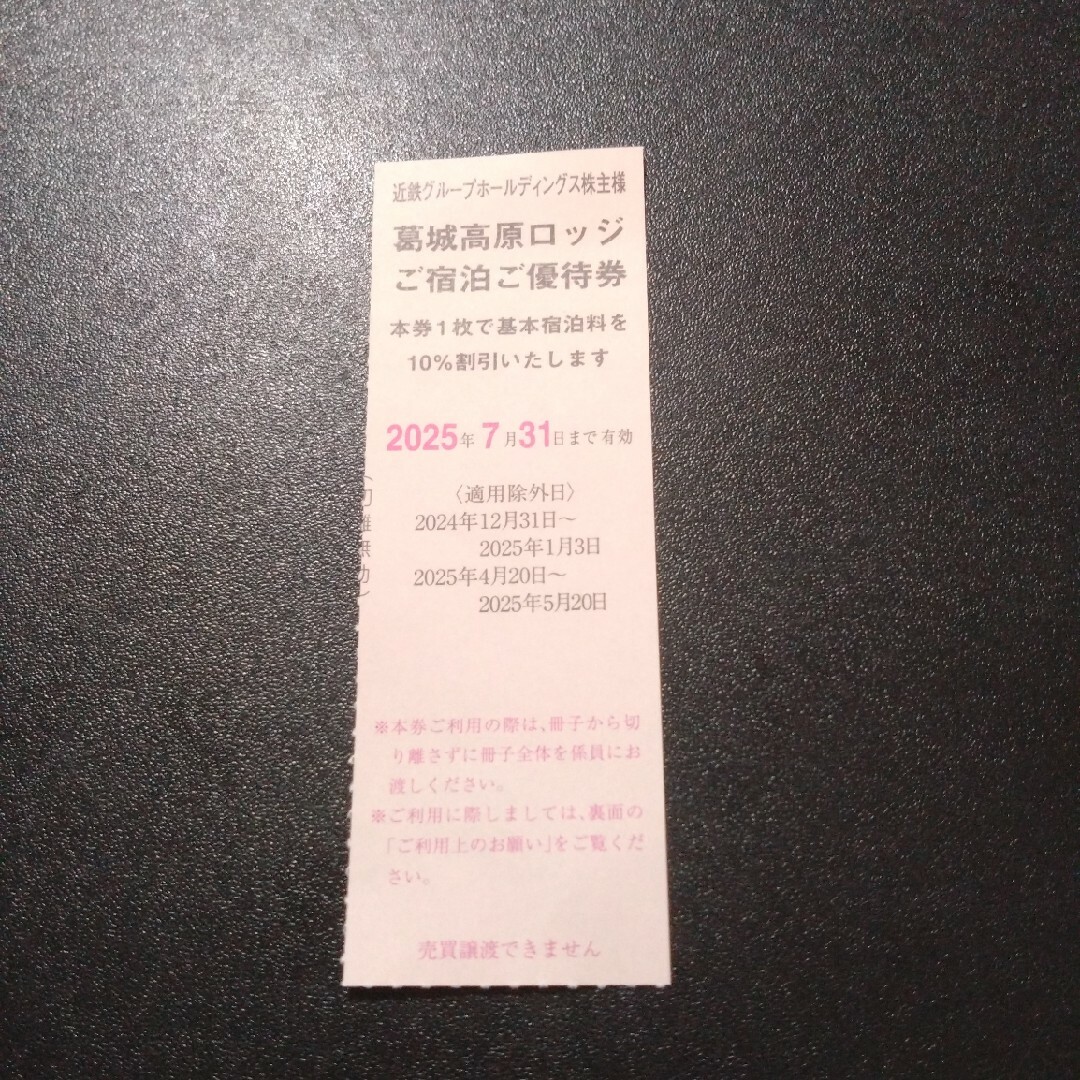 近鉄グループホールディングス株主様
葛城高原ロッジ
ご宿泊ご優待券
本券1枚で基本宿泊料を
10%割引いたします
2025年7月31日まで有効
〈適用除外日〉
2024年12月31日〜
2025年1月3日
2025年4月20日〜
2025年5月20日
※本券ご利用の際は、冊子から切
り離さずに冊子全体を係員にお
渡しください。
※ご利用に際しましては、裏面の
「ご利用上のお願い」をご覧くだ
さい。
売買譲渡できません